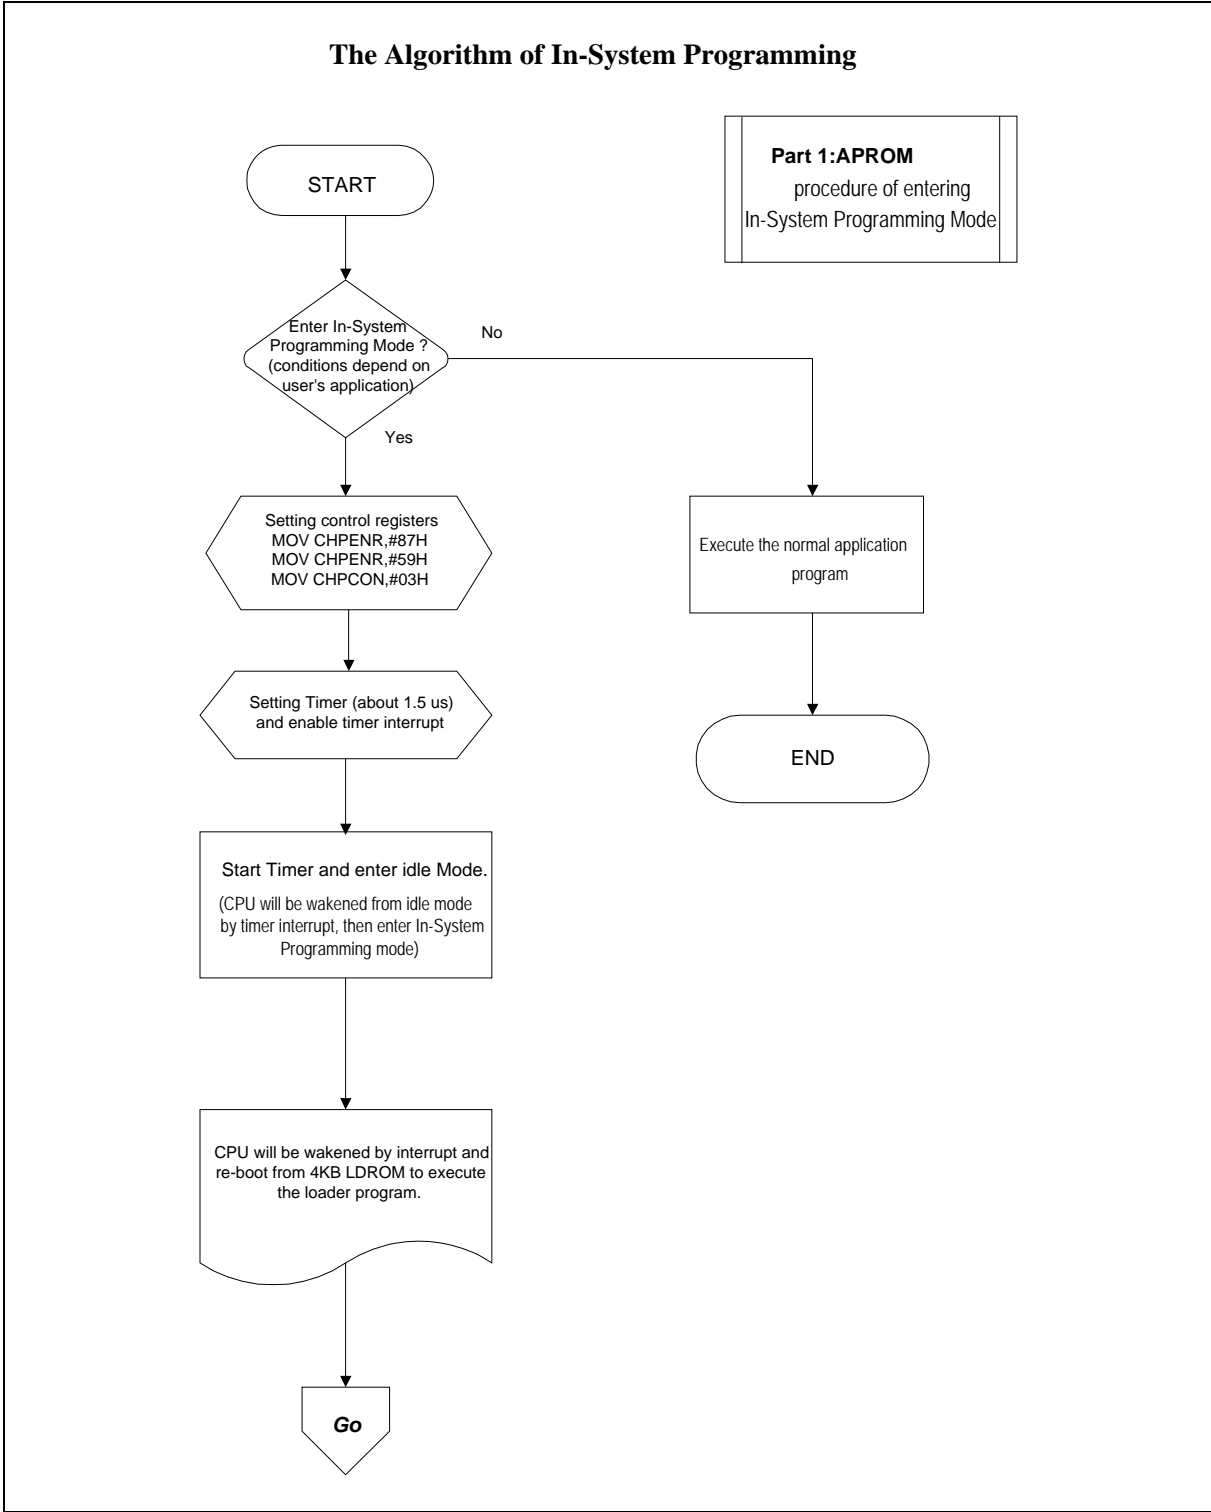 The Algorithm of In-System Programming
Part 1:APROM
procedure of entering
In-System Programming Mode
START
Enter In-System
Programming Mode ?
(conditions depend on
user's application)
No
Yes
Setting control registers
MOV CHPENR,#87H
MOV CHPENR,#59H
MOV CHPCON,#03H
Execute the normal application
program
Setting Timer (about 1.5 us)
and enable timer interrupt
END
Start Timer and enter idle Mode.
(CPU will be wakened from idle mode
by timer interrupt, then enter In-System
Programming mode)
CPU will be wakened by interrupt and
re-boot from 4KB LDROM to execute
the loader program.
Go